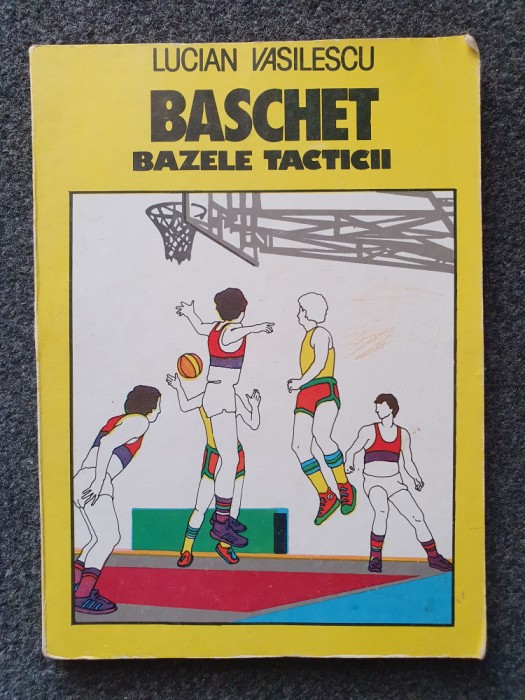 LUCIAN VASILESCU
BASCHET
BAZELE TACTICII